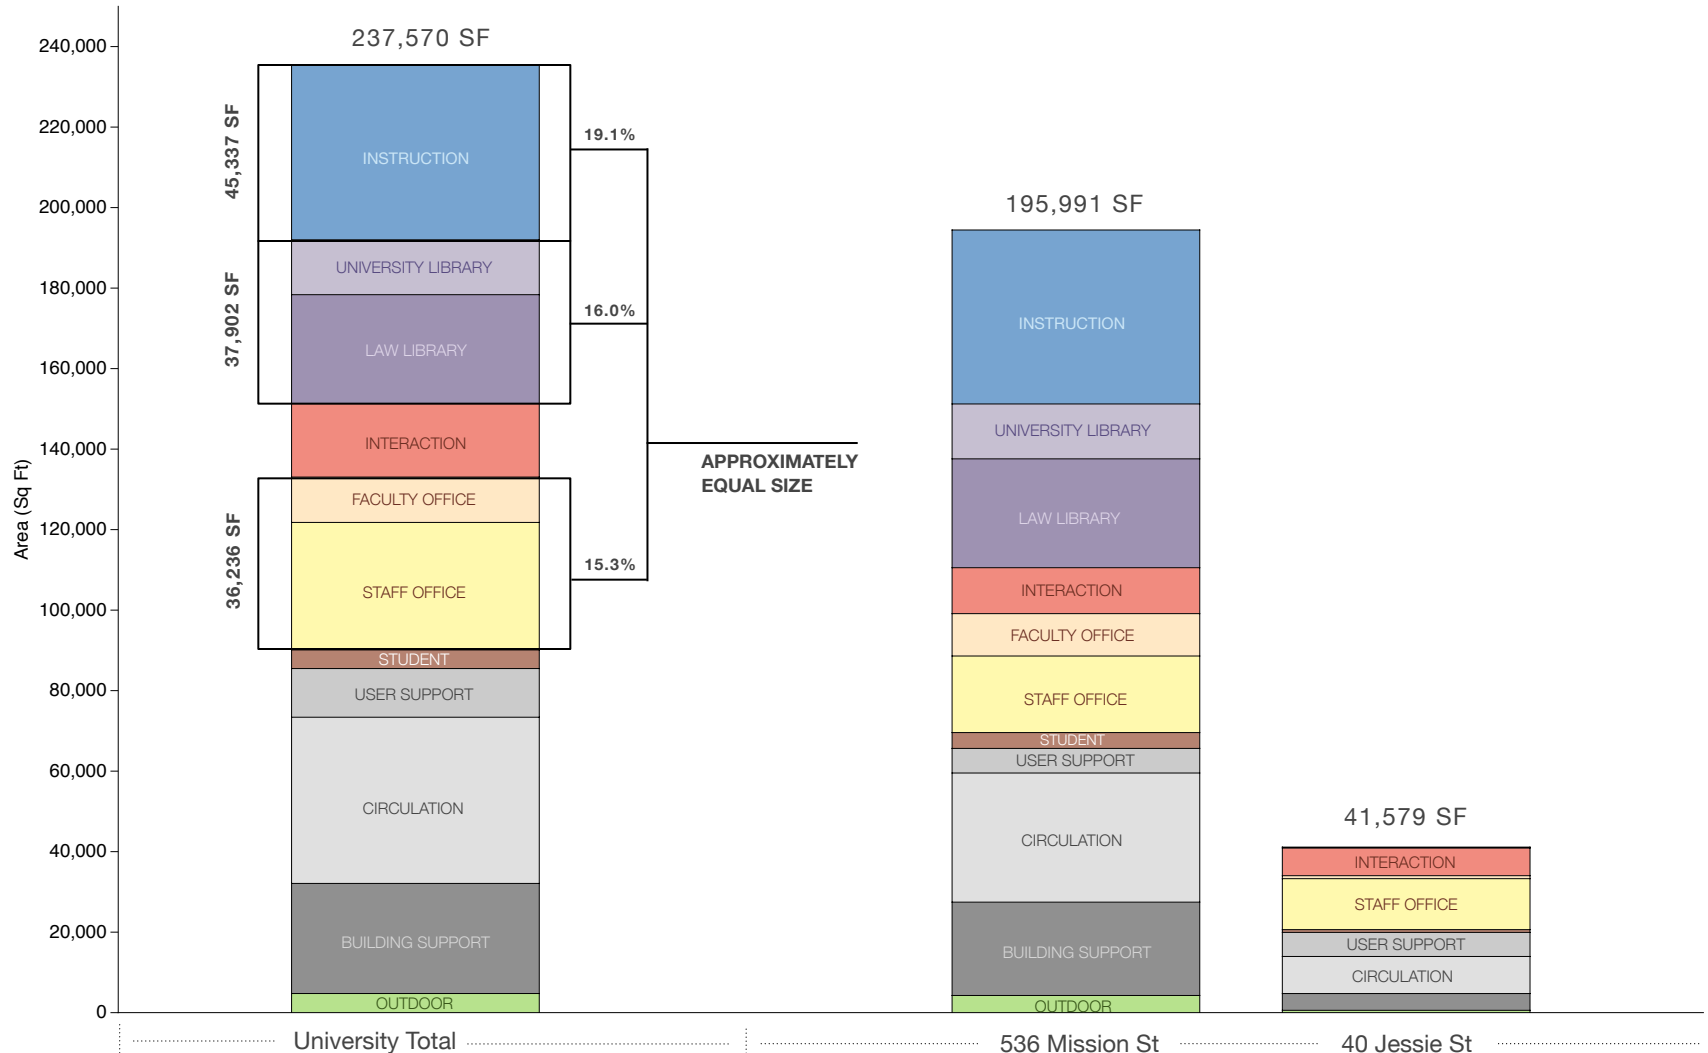 237,570 SF
240,000
220,000
200,000
180,000
160,000
140,000
120,000
100,000
80,000
60,000
40,000
20,000
0
Area (Sq Ft)
45,337 SF
37,902 SF
36,236 SF
INSTRUCTION
UNIVERSITY LIBRARY
LAW LIBRARY
INTERACTION
FACULTY OFFICE
STAFF OFFICE
STUDENT
USER SUPPORT
CIRCULATION
BUILDING SUPPORT
OUTDOOR
19.1%
16.0%
15.3%
APPROXIMATELY
EQUAL SIZE
195,991 SF
INSTRUCTION
UNIVERSITY LIBRARY
LAW LIBRARY
INTERACTION
FACULTY OFFICE
STAFF OFFICE
STUDENT
USER SUPPORT
CIRCULATION
BUILDING SUPPORT
OUTDOOR
41,579 SF
INTERACTION
STAFF OFFICE
USER SUPPORT
CIRCULATION
University Total
536 Mission St
40 Jessie St